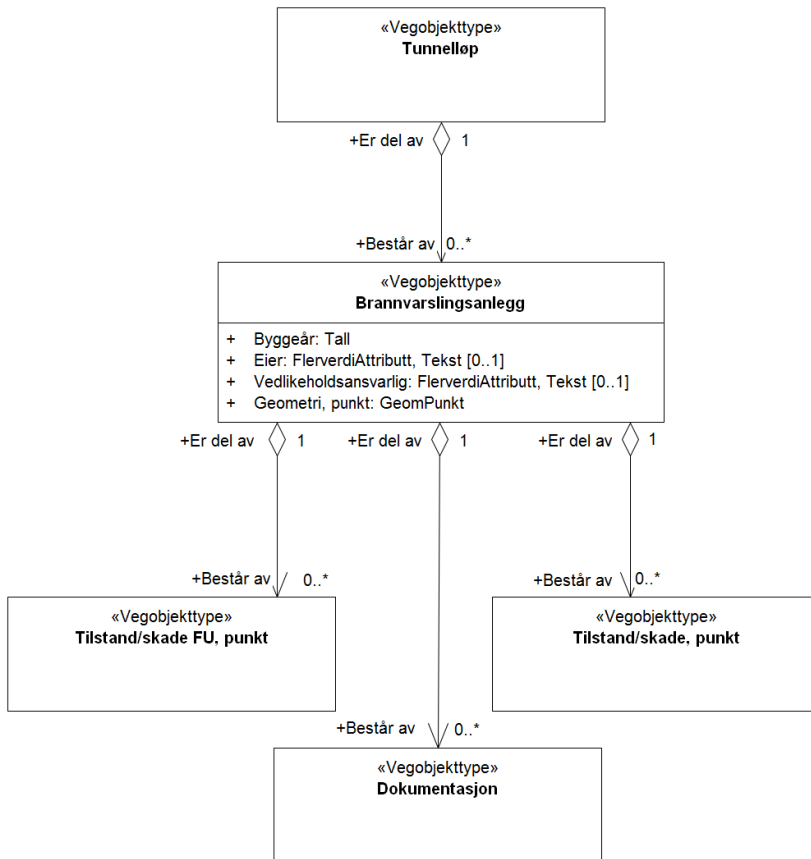 «Vegobjekttype»
Tunnelløp
+Er del av 1
+Består av 0..*
«Vegobjekttype»
Brannvarslingsanlegg
+ Byggeår: Tall
+ Eier: FlerverdiAttributt, Tekst [0..1]
+ Vedlikeholdsansvarlig: FlerverdiAttributt, Tekst [0..1]
+ Geometri, punkt: GeomPunkt
+Er del av 1 +Er del av 1 +Er del av 1
+Består av 0..* +Består av 0..*
«Vegobjekttype»
Tilstand/skade FU, punkt
«Vegobjekttype»
Tilstand/skade, punkt
+Består av 0..*
«Vegobjekttype»
Dokumentasjon